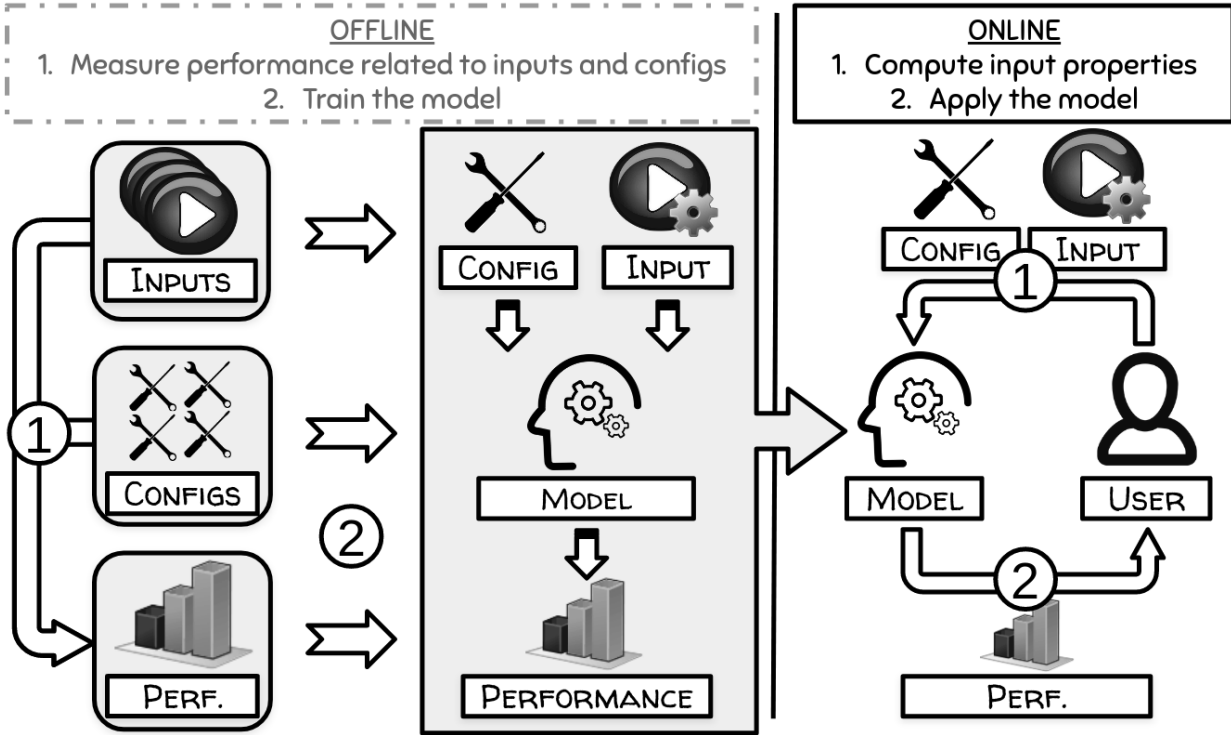 OFFLINE
1. Measure performance related to inputs and configs
2. Train the model
ONLINE
1. Compute input properties
2. Apply the model
INPUTS
CONFIGS
PERF.
1
2
CONFIG
INPUT
MODEL
PERFORMANCE
CONFIG
INPUT
1
MODEL
USER
2
PERF.